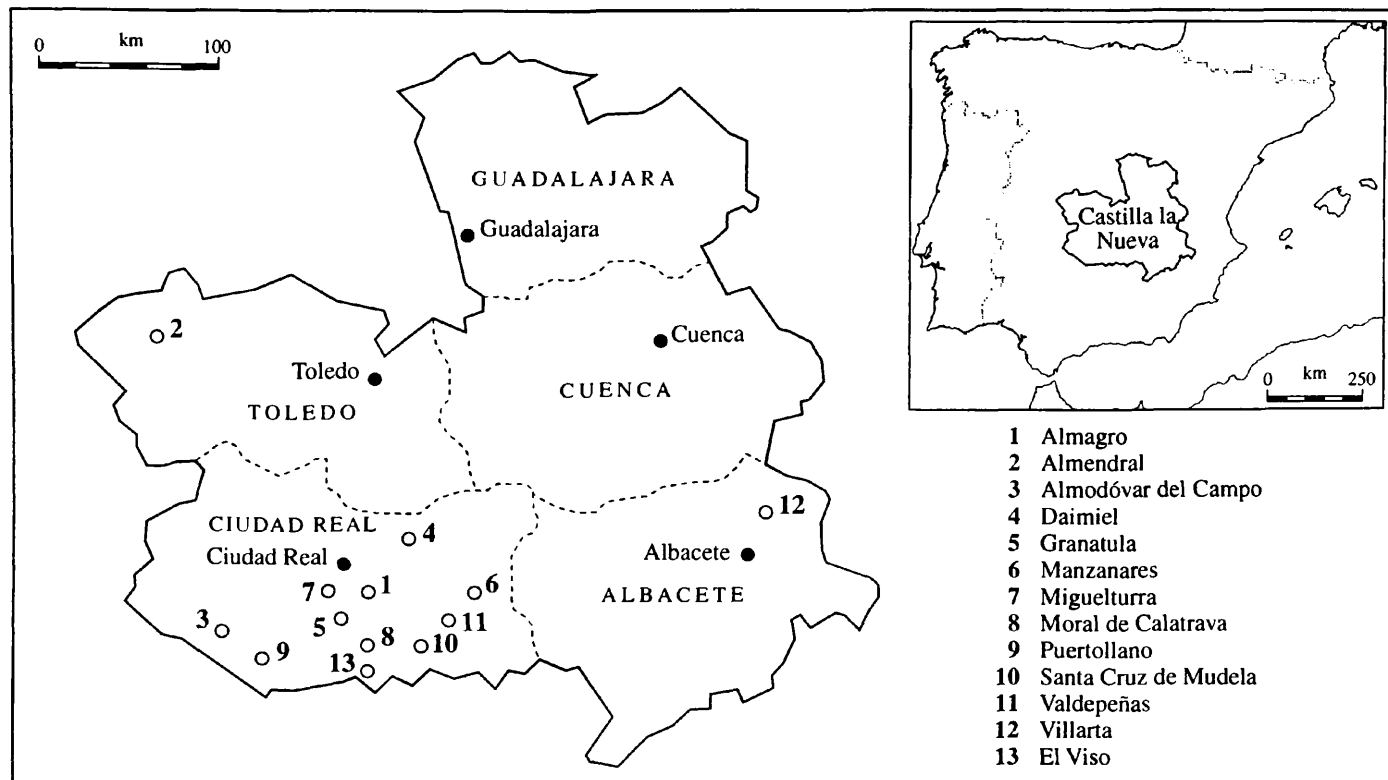 0 km 100
GUADALAJARA
Guadalajara
2
Cuenca
Toledo
CUENCA
TOLEDO
12
CIUDAD REAL
4
Ciudad Real
Albacete
7
1
6
ALBACETE
3
5
11
8
10
9
13
Castilla la
Nueva
0 km 250
1 Almagro
2 Almendral
3 Almodóvar del Campo
4 Daimiel
5 Granatula
6 Manzanares
7 Miguelturra
8 Moral de Calatrava
9 Puertollano
10 Santa Cruz de Mudela
11 Valdepeñas
12 Villarta
13 El Viso